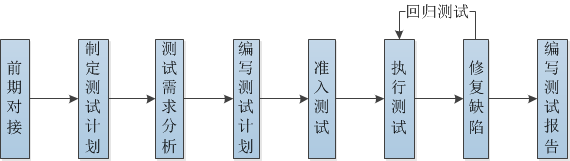 回归测试
前期对接
制定测试计划
测试需求分析
编写测试计划
准入测试
执行测试
修复缺陷
编写测试报告